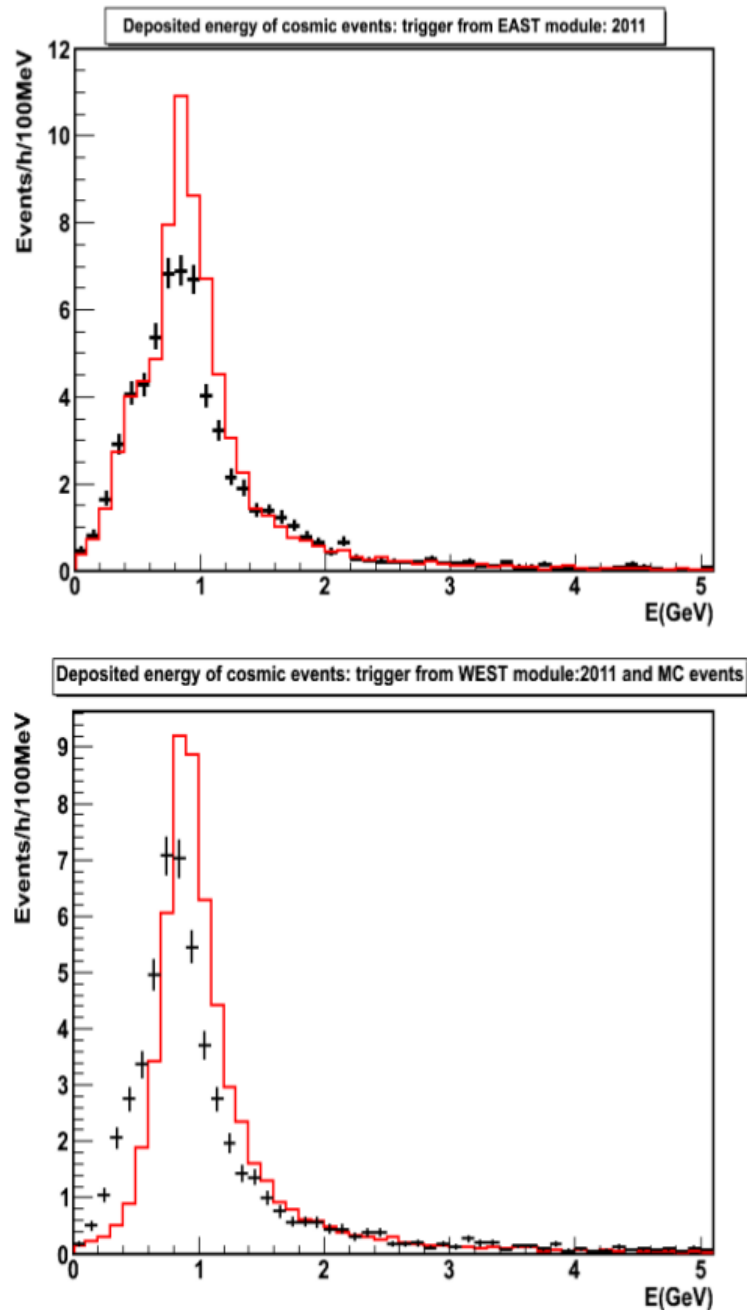 Deposited energy of cosmic events: trigger from EAST module: 2011
Events/h/100MeV
12
10
8
6
4
2
0
0 1 2 3 4 5
E(GeV)
Deposited energy of cosmic events: trigger from WEST module:2011 and MC events
Events/h/100MeV
9
8
7
6
5
4
3
2
1
0
0 1 2 3 4 5
E(GeV)